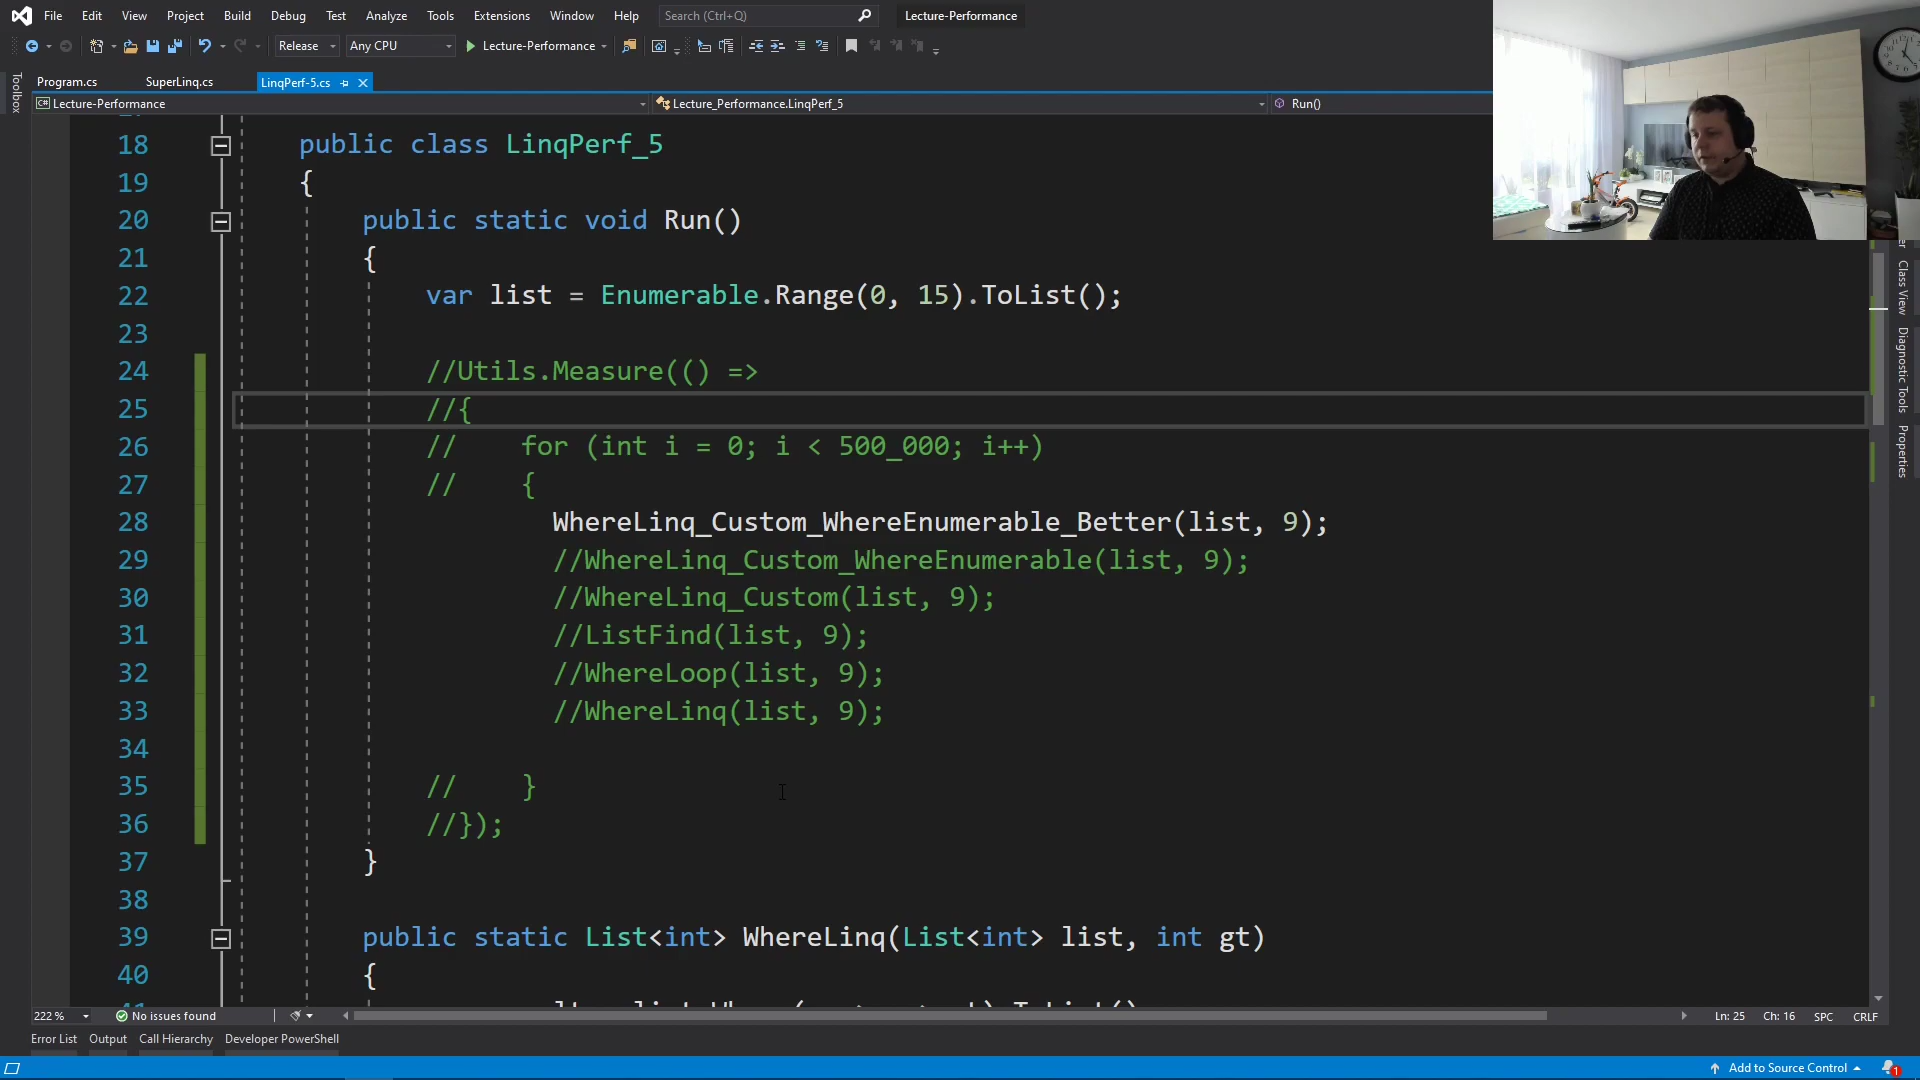 File Edit View Project Build Debug Test Analyze Tools Extensions Window Help Search (Ctrl+Q) Lecture-Performance
Release Any CPU Lecture-Performance
Toolbox
Program.cs SuperLinq.cs LinqPerf-5.cs
C# Lecture-Performance Lecture_Performance.LinqPerf_5 Run()
18 public class LinqPerf_5
19 {
20 public static void Run()
21 {
22 var list = Enumerable.Range(0, 15).ToList();
23
24 //Utils.Measure(() =>
25 //{
26 // for (int i = 0; i < 500_000; i++)
27 // {
28 WhereLinq_Custom_WhereEnumerable_Better(list, 9);
29 //WhereLinq_Custom_WhereEnumerable(list, 9);
30 //WhereLinq_Custom(list, 9);
31 //ListFind(list, 9);
32 //WhereLoop(list, 9);
33 //WhereLinq(list, 9);
34
35 // }
36 //});
37 }
38
39 public static List<int> WhereLinq(List<int> list, int gt)
40 {
Class View
Diagnostic Tools
Properties
222 % No issues found Ln: 25 Ch: 16 SPC CRLF
Error List Output Call Hierarchy Developer PowerShell
Add to Source Control 1